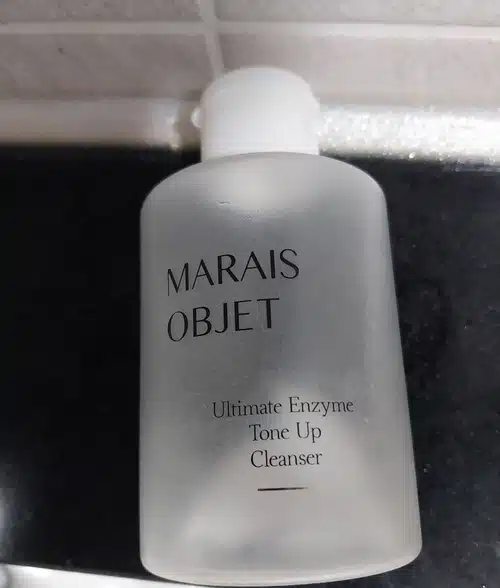 MARAIS
OBJET
Ultimate Enzyme
Tone Up
Cleanser